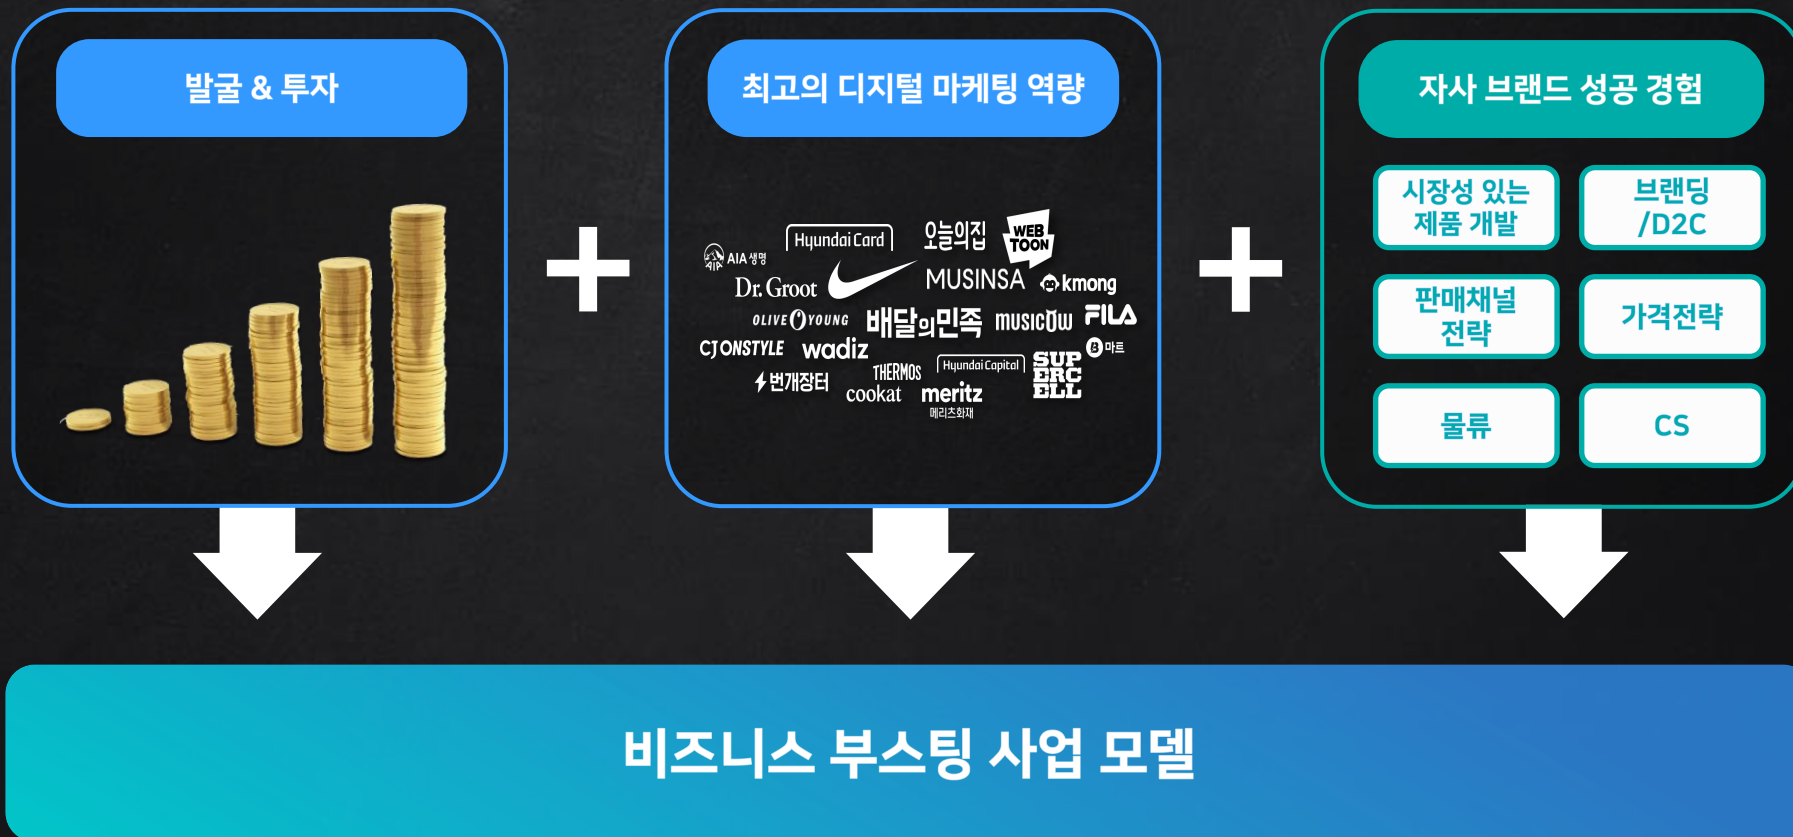 발굴 & 투자
최고의 디지털 마케팅 역량
AIA
AIA 생명
Hyundai Card
오늘의집
WEB
TOON
Dr. Groot
MUSINSA
kmong
OLIVE YOUNG
배달의민족
MUSICOW
FILA
CJ ONSTYLE
wadiz
B 마트
번개장터
THERMOS
Hyundai Capital
SUP
ERC
ELL
cookat
meritz
메리츠화재
자사 브랜드 성공 경험
시장성 있는
제품 개발
브랜딩
/D2C
판매채널
전략
가격전략
물류
CS
비즈니스 부스팅 사업 모델